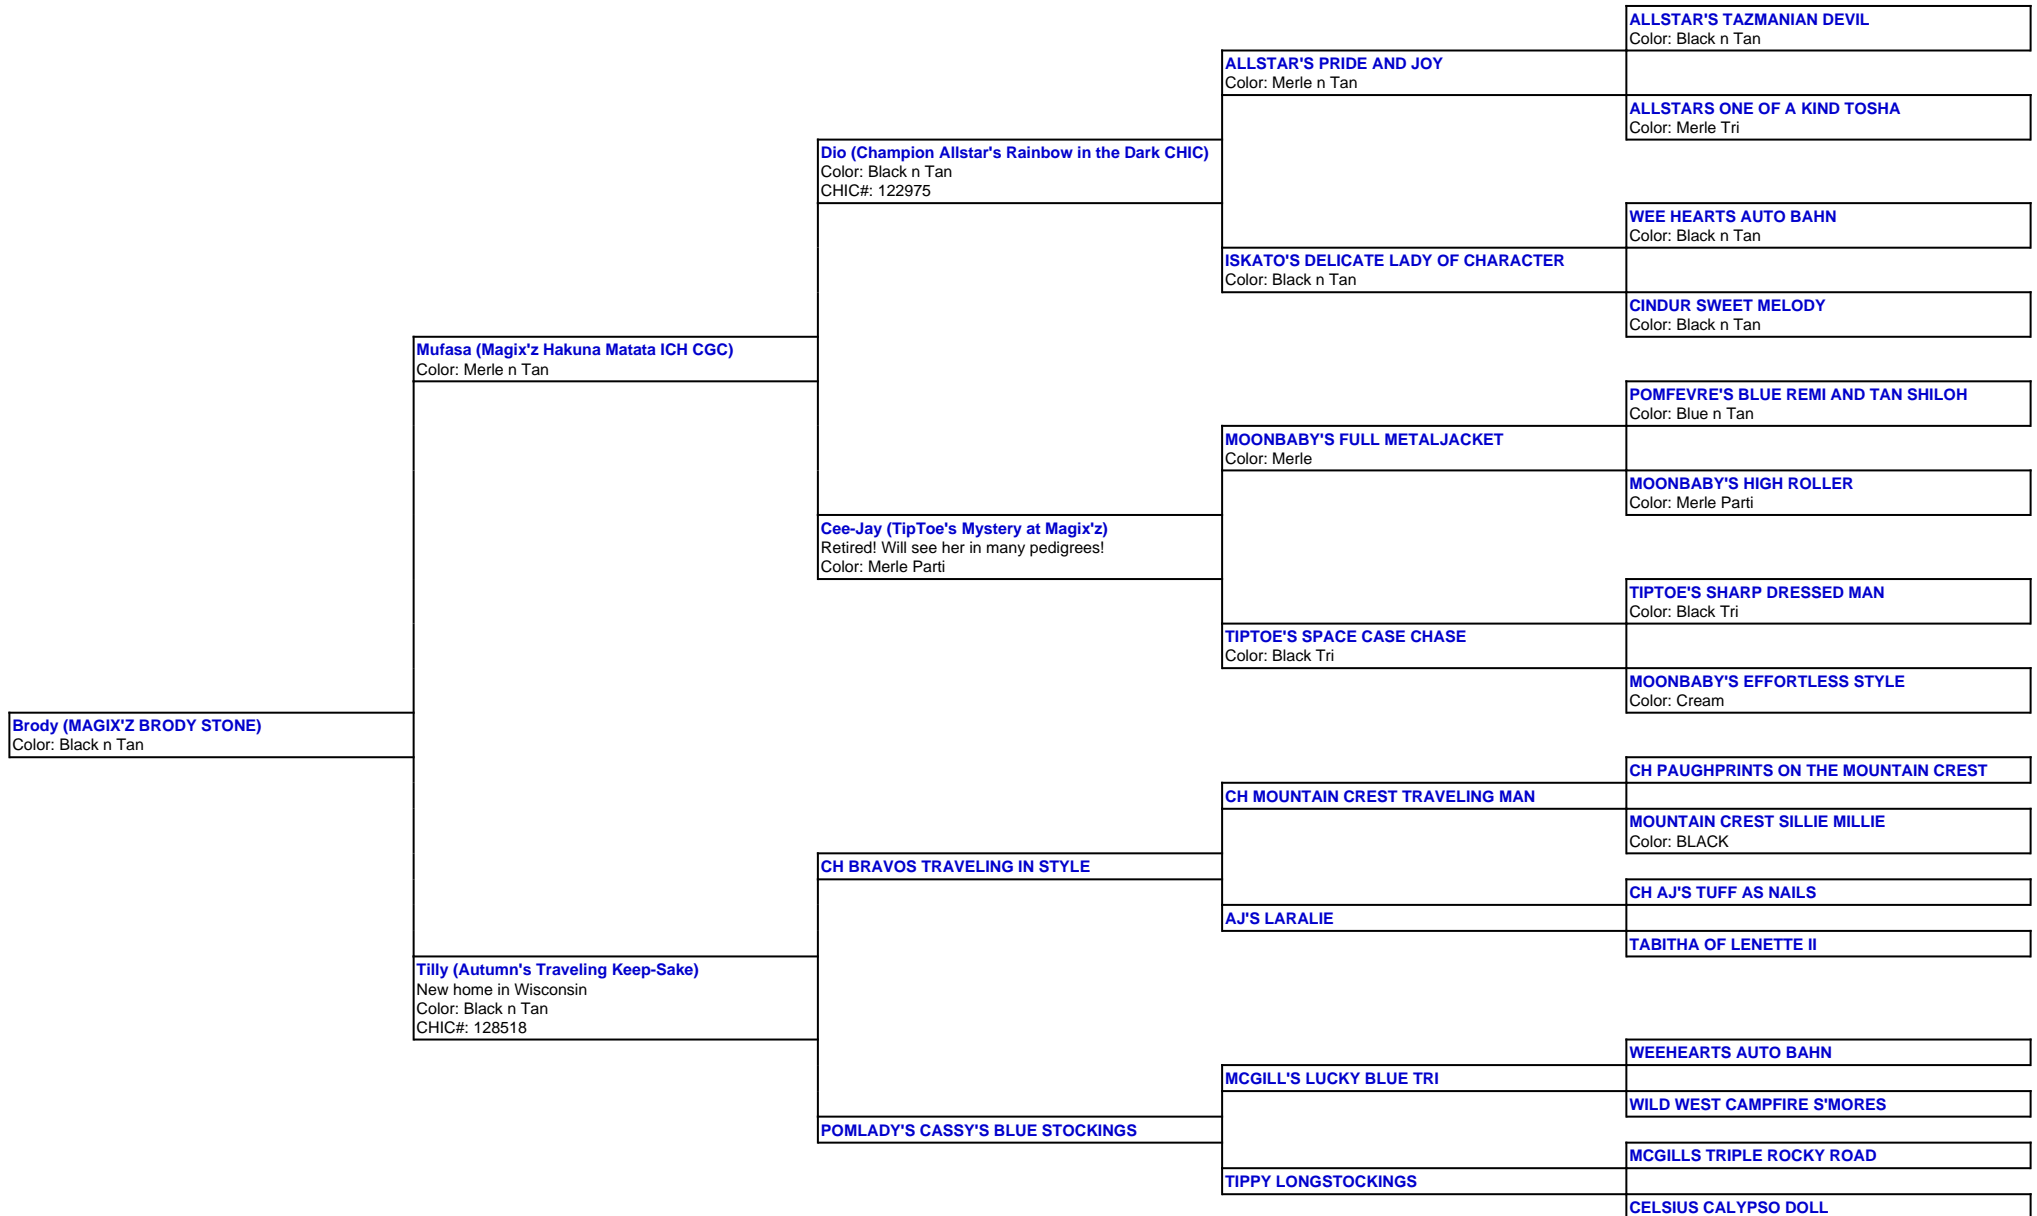 ALLSTAR'S TAZMANIAN DEVIL
Color: Black n Tan
ALLSTAR'S PRIDE AND JOY
Color: Merle n Tan
ALLSTARS ONE OF A KIND TOSHA
Color: Merle Tri
Dio (Champion Allstar's Rainbow in the Dark CHIC)
Color: Black n Tan
CHIC#: 122975
WEE HEARTS AUTO BAHN
Color: Black n Tan
ISKATO'S DELICATE LADY OF CHARACTER
Color: Black n Tan
CINDUR SWEET MELODY
Color: Black n Tan
Mufasa (Magix'z Hakuna Matata ICH CGC)
Color: Merle n Tan
POMFEVRE'S BLUE REMI AND TAN SHILOH
Color: Blue n Tan
MOONBABY'S FULL METALJACKET
Color: Merle
MOONBABY'S HIGH ROLLER
Color: Merle Parti
Cee-Jay (TipToe's Mystery at Magix'z)
Retired! Will see her in many pedigrees!
Color: Merle Parti
TIPTOE'S SHARP DRESSED MAN
Color: Black Tri
TIPTOE'S SPACE CASE CHASE
Color: Black Tri
MOONBABY'S EFFORTLESS STYLE
Color: Cream
Brody (MAGIX'Z BRODY STONE)
Color: Black n Tan
CH PAUGHPRINTS ON THE MOUNTAIN CREST
CH MOUNTAIN CREST TRAVELING MAN
MOUNTAIN CREST SILLIE MILLIE
Color: BLACK
CH BRAVOS TRAVELING IN STYLE
CH AJ'S TUFF AS NAILS
AJ'S LARALIE
TABITHA OF LENETTE II
Tilly (Autumn's Traveling Keep-Sake)
New home in Wisconsin
Color: Black n Tan
CHIC#: 128518
WEEHEARTS AUTO BAHN
MCGILL'S LUCKY BLUE TRI
WILD WEST CAMPFIRE S'MORES
POMLADY'S CASSY'S BLUE STOCKINGS
MCGILLS TRIPLE ROCKY ROAD
TIPPY LONGSTOCKINGS
CELSIUS CALYPSO DOLL